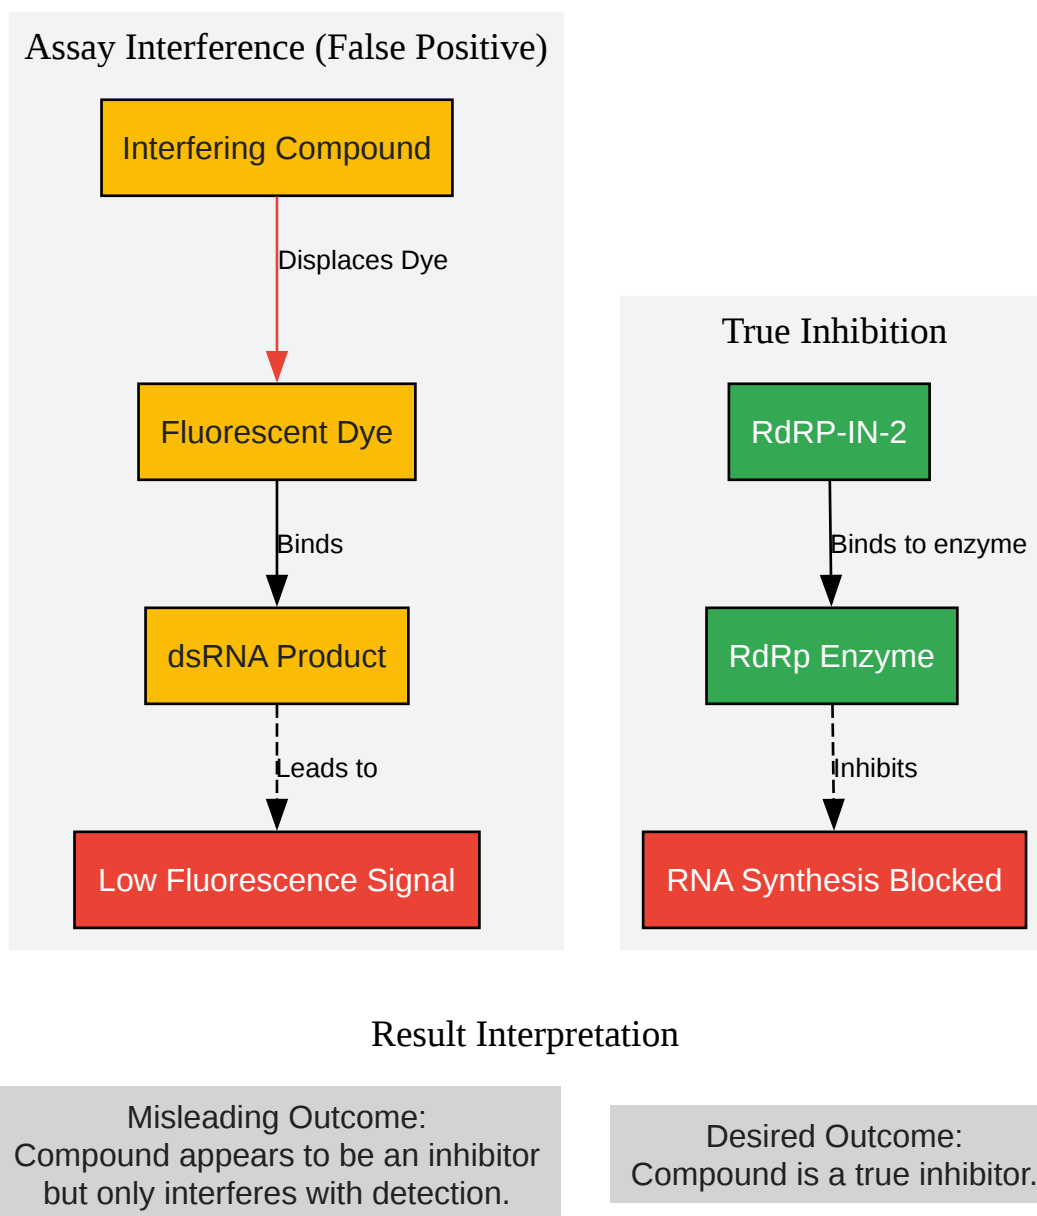 Assay Interference (False Positive)
Interfering Compound
Displaces Dye
Fluorescent Dye
Binds
dsRNA Product
Leads to
Low Fluorescence Signal
True Inhibition
RdRP-IN-2
Binds to enzyme
RdRp Enzyme
Inhibits
RNA Synthesis Blocked
Result Interpretation
Misleading Outcome:
Compound appears to be an inhibitor
but only interferes with detection.
Desired Outcome:
Compound is a true inhibitor.